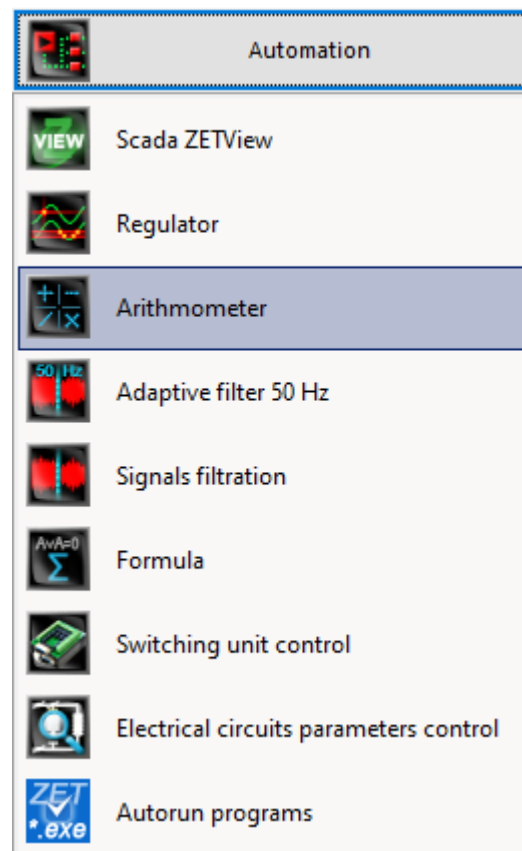 Automation
VIEW Scada ZETView
Regulator
Arithmometer
50 Hz Adaptive filter 50 Hz
Signals filtration
AvA=0 Σ Formula
Switching unit control
Electrical circuits parameters control
ZET *.exe Autorun programs